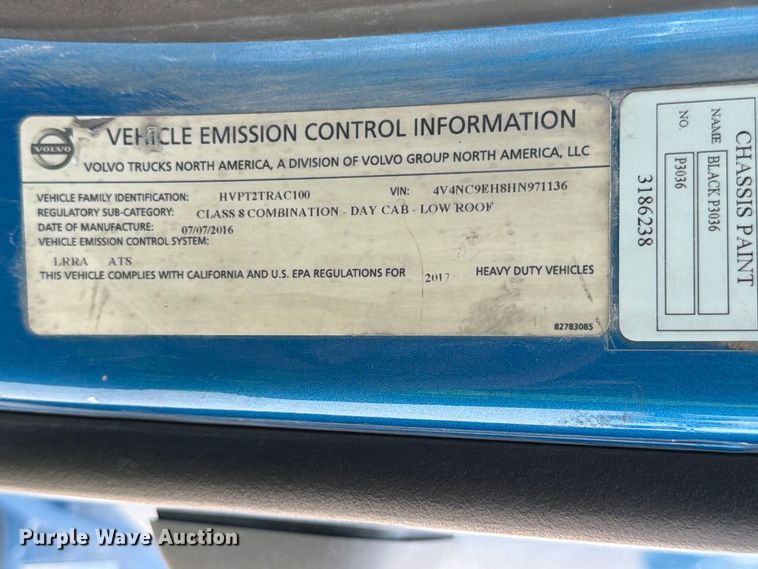 VOLVO
VEHICLE EMISSION CONTROL INFORMATION
VOLVO TRUCKS NORTH AMERICA, A DIVISION OF VOLVO GROUP NORTH AMERICA, LLC
VEHICLE FAMILY IDENTIFICATION: HVPT2TRAC100 VIN: 4V4NC9EH8HN971136
REGULATORY SUB-CATEGORY: CLASS 8 COMBINATION - DAY CAB - LOW ROOF
DATE OF MANUFACTURE: 07/07/2016
VEHICLE EMISSION CONTROL SYSTEM:
LRRA ATS
THIS VEHICLE COMPLIES WITH CALIFORNIA AND U.S. EPA REGULATIONS FOR 2017 HEAVY DUTY VEHICLES
82783085
CHASSIS PAINT
NAME BLACK P3036
NO. P3036
3186238
Purple Wave Auction